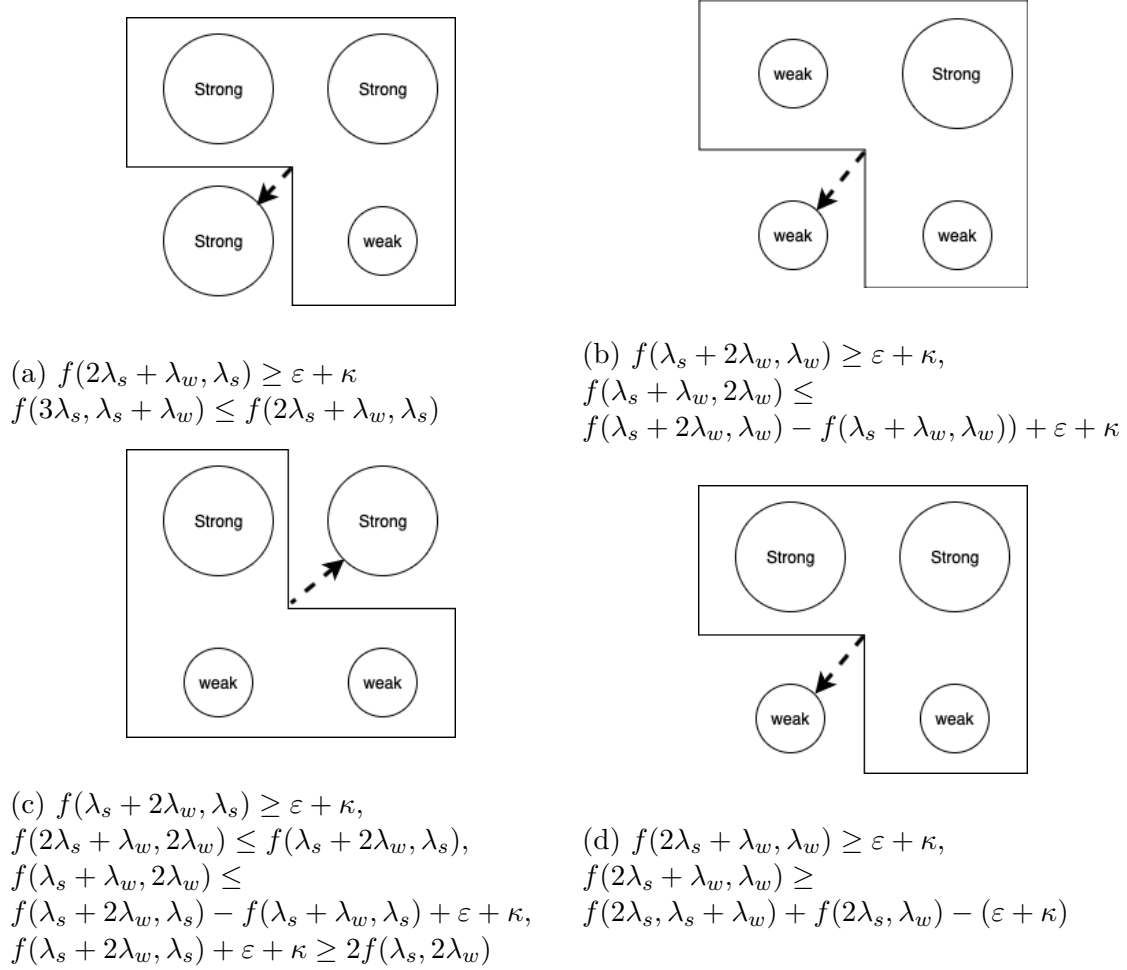 Strong
Strong
Strong
weak
(a) $f(2\lambda_s + \lambda_w, \lambda_s) \geq \varepsilon + \kappa$
$f(3\lambda_s, \lambda_s + \lambda_w) \leq f(2\lambda_s + \lambda_w, \lambda_s)$
weak
Strong
weak
weak
(b) $f(\lambda_s + 2\lambda_w, \lambda_w) \geq \varepsilon + \kappa,$
$f(\lambda_s + \lambda_w, 2\lambda_w) \leq$
$f(\lambda_s + 2\lambda_w, \lambda_w) - f(\lambda_s + \lambda_w, \lambda_w)) + \varepsilon + \kappa$
Strong
Strong
weak
weak
(c) $f(\lambda_s + 2\lambda_w, \lambda_s) \geq \varepsilon + \kappa,$
$f(2\lambda_s + \lambda_w, 2\lambda_w) \leq f(\lambda_s + 2\lambda_w, \lambda_s),$
$f(\lambda_s + \lambda_w, 2\lambda_w) \leq$
$f(\lambda_s + 2\lambda_w, \lambda_s) - f(\lambda_s + \lambda_w, \lambda_s) + \varepsilon + \kappa,$
$f(\lambda_s + 2\lambda_w, \lambda_s) + \varepsilon + \kappa \geq 2f(\lambda_s, 2\lambda_w)$
Strong
Strong
weak
weak
(d) $f(2\lambda_s + \lambda_w, \lambda_w) \geq \varepsilon + \kappa,$
$f(2\lambda_s + \lambda_w, \lambda_w) \geq$
$f(2\lambda_s, \lambda_s + \lambda_w) + f(2\lambda_s, \lambda_w) - (\varepsilon + \kappa)$